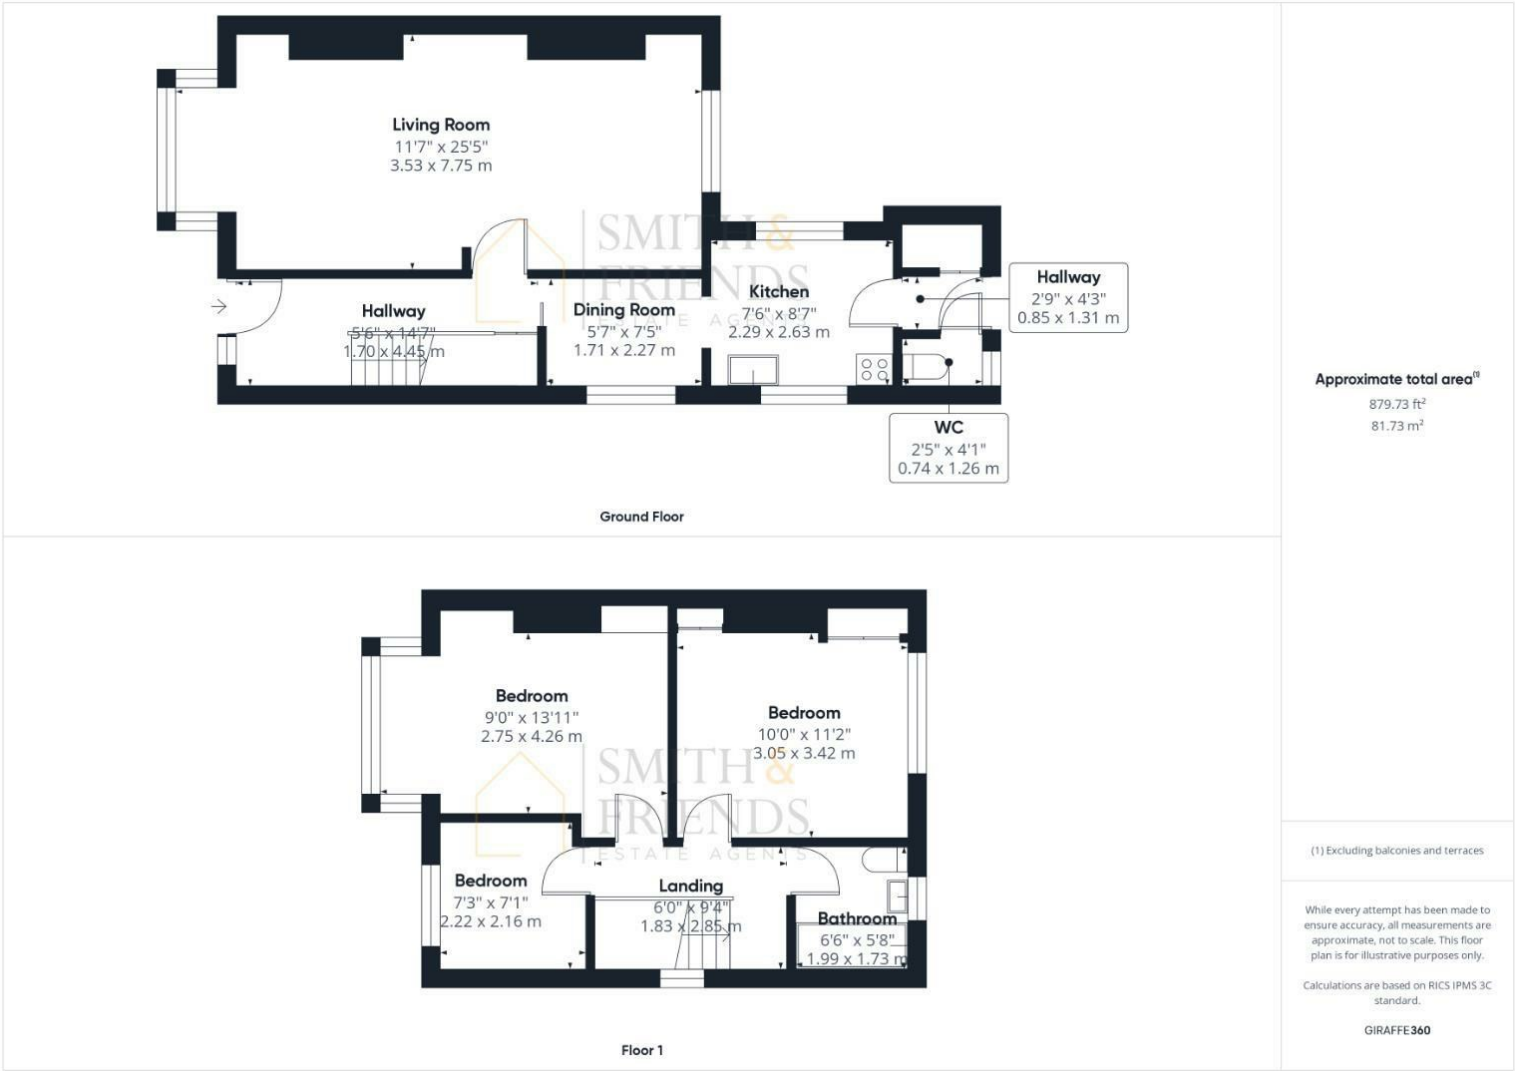 Living Room
11'7" x 25'5"
3.53 x 7.75 m
SMITH &
FRIENDS
ESTATE AGENTS
Hallway
5'6" x 14'7"
1.70 x 4.45 m
Dining Room
5'7" x 7'5"
1.71 x 2.27 m
Kitchen
7'6" x 8'7"
2.29 x 2.63 m
Hallway
2'9" x 4'3"
0.85 x 1.31 m
WC
2'5" x 4'1"
0.74 x 1.26 m
Ground Floor
Bedroom
9'0" x 13'11"
2.75 x 4.26 m
Bedroom
10'0" x 11'2"
3.05 x 3.42 m
SMITH &
FRIENDS
ESTATE AGENTS
Bedroom
7'3" x 7'1"
2.22 x 2.16 m
Landing
6'0" x 9'4"
1.83 x 2.85 m
Bathroom
6'6" x 5'8"
1.99 x 1.73 m
Floor 1
Approximate total area(1)
879.73 ft²
81.73 m²
(1) Excluding balconies and terraces
While every attempt has been made to
ensure accuracy, all measurements are
approximate, not to scale. This floor
plan is for illustrative purposes only.
Calculations are based on RICS IPMS 3C
standard.
GIRAFFE360